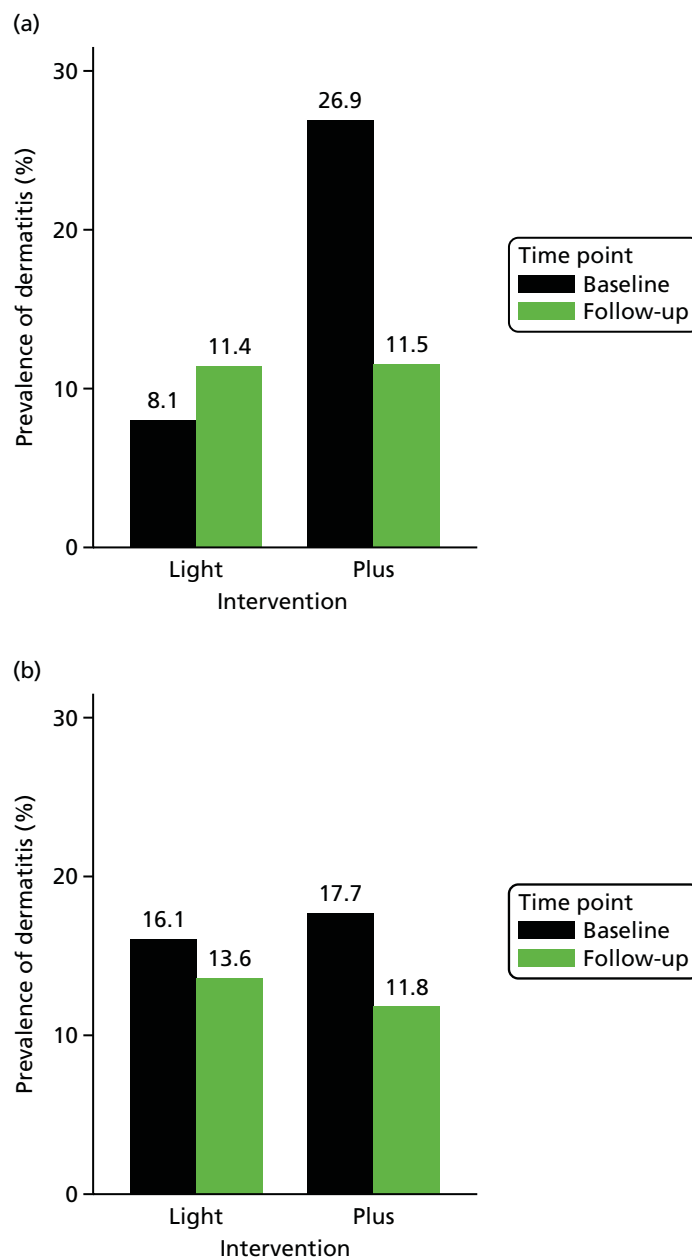 (a)
Prevalence of dermatitis (%)
30
20
10
0
8.1
11.4
26.9
11.5
Light
Plus
Intervention
Time point
Baseline
Follow-up
(b)
Prevalence of dermatitis (%)
30
20
10
0
16.1
13.6
17.7
11.8
Light
Plus
Intervention
Time point
Baseline
Follow-up